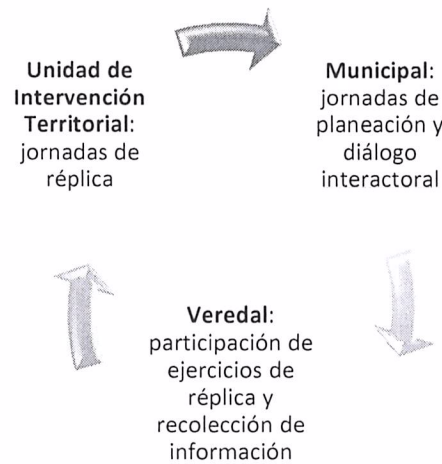 Unidad de
Intervención
Territorial:
jornadas de
réplica
Municipal:
jornadas de
planeación y
diálogo
interactoral
Veredal:
participación de
ejercicios de
réplica y
recolección de
información